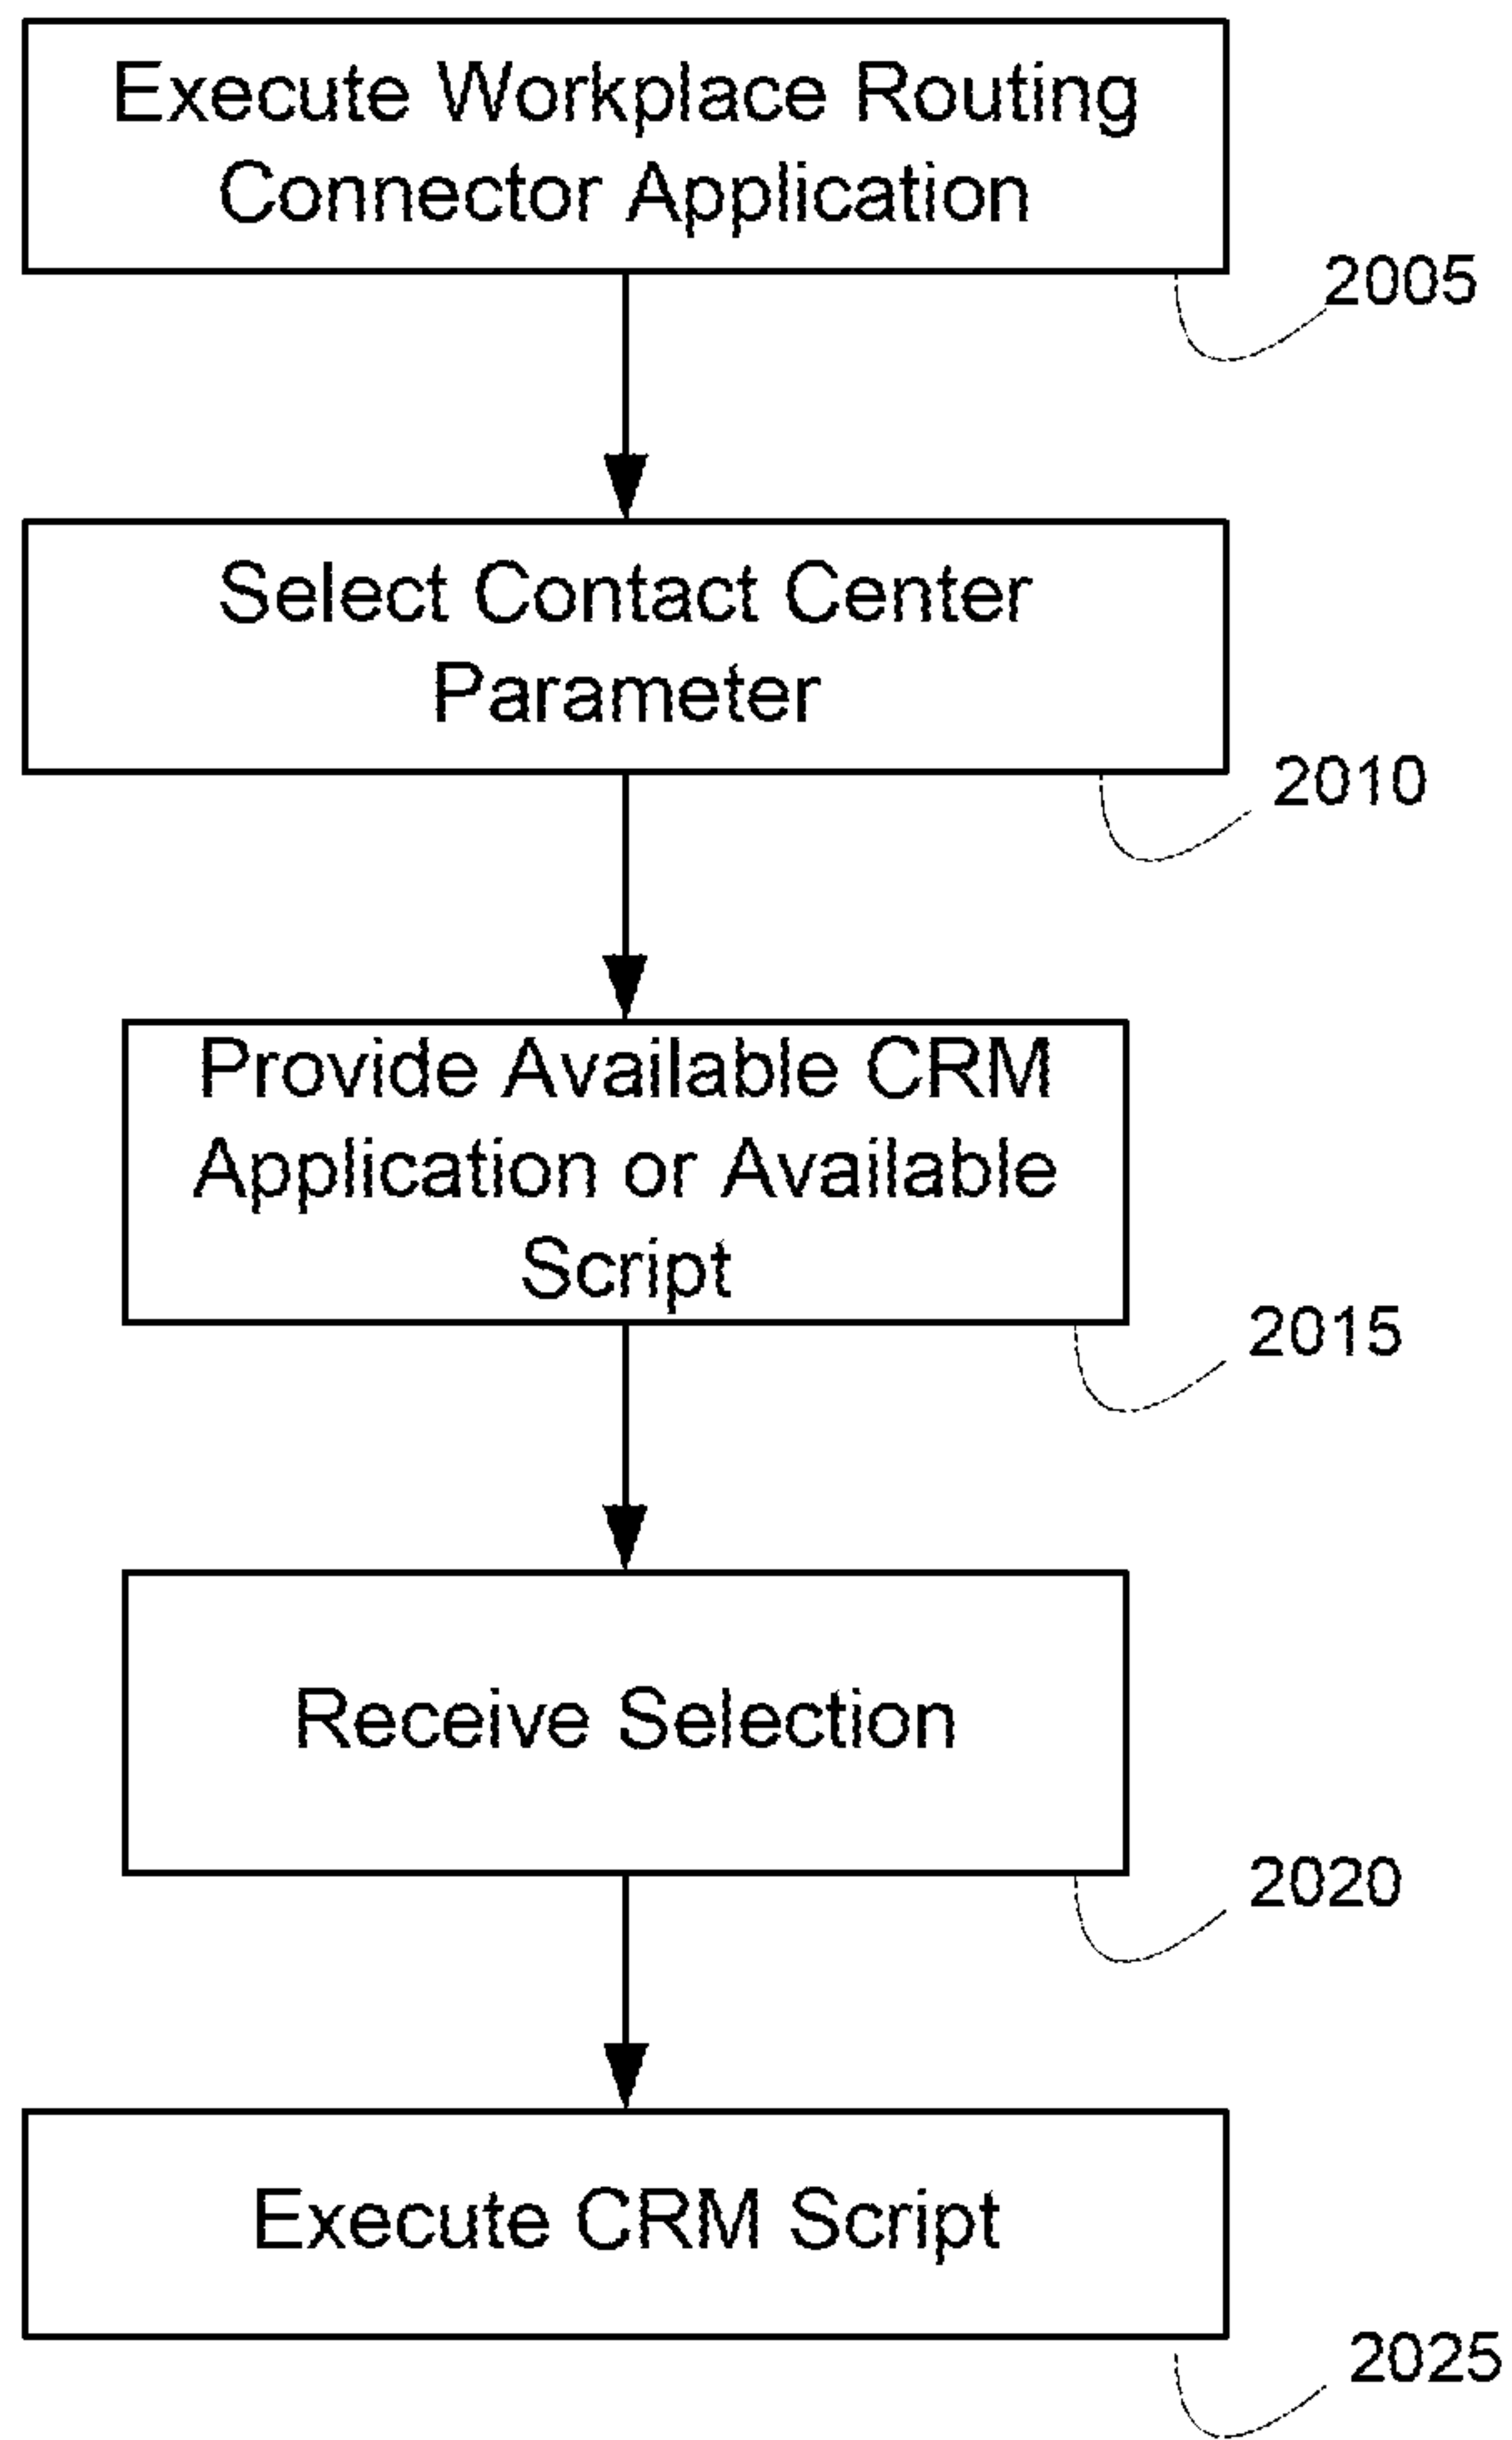 Execute Workplace Routing
Connector Application
2005
Select Contact Center
Parameter
2010
Provide Available CRM
Application or Available
Script
2015
Receive Selection
2020
Execute CRM Script
2025